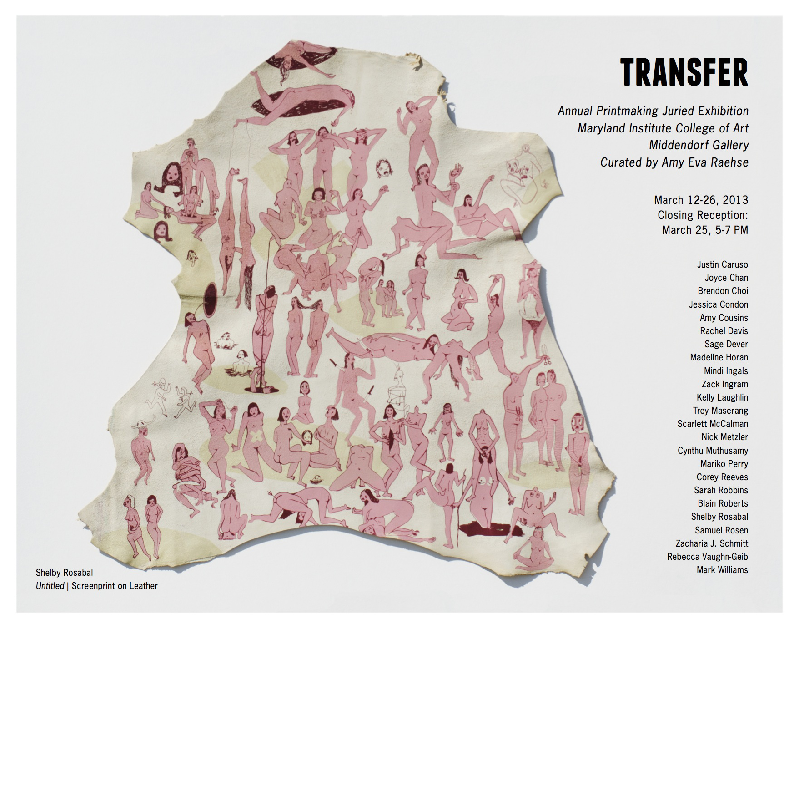 TRANSFER
Annual Printmaking Juried Exhibition
Maryland Institute College of Art
Middendorf Gallery
Curated by Amy Eva Raehse
March 12-26, 2013
Closing Reception:
March 25, 5-7 PM
Justin Caruso
Joyce Chan
Brendon Choi
Jessica Condon
Amy Cousins
Rachel Davis
Sage Dever
Madeline Horan
Mindi Ingals
Zack Ingram
Kelly Laughlin
Trey Maserang
Scarlett McCalman
Nick Metzler
Cynthu Muthusamy
Mariko Perry
Corey Reeves
Sarah Robbins
Blain Roberts
Shelby Rosabal
Samuel Rosen
Zacharia J. Schmitt
Rebecca Vaughn-Geib
Mark Williams
Shelby Rosabal
Untitled | Screenprint on Leather